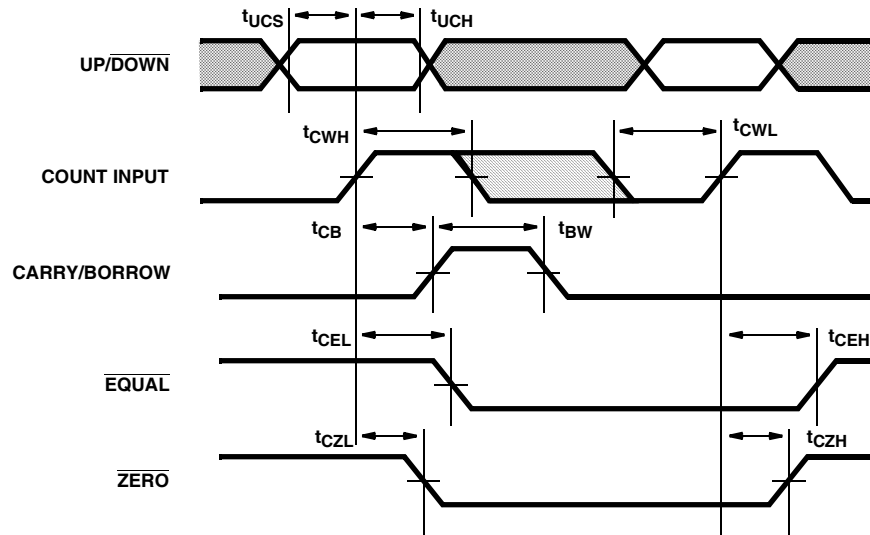 tUCS tUCH
UP/DOWN
tCWH tCWL
COUNT INPUT
tCB tBW
CARRY/BORROW
tCEL tCEH
EQUAL
tCZL tCZH
ZERO